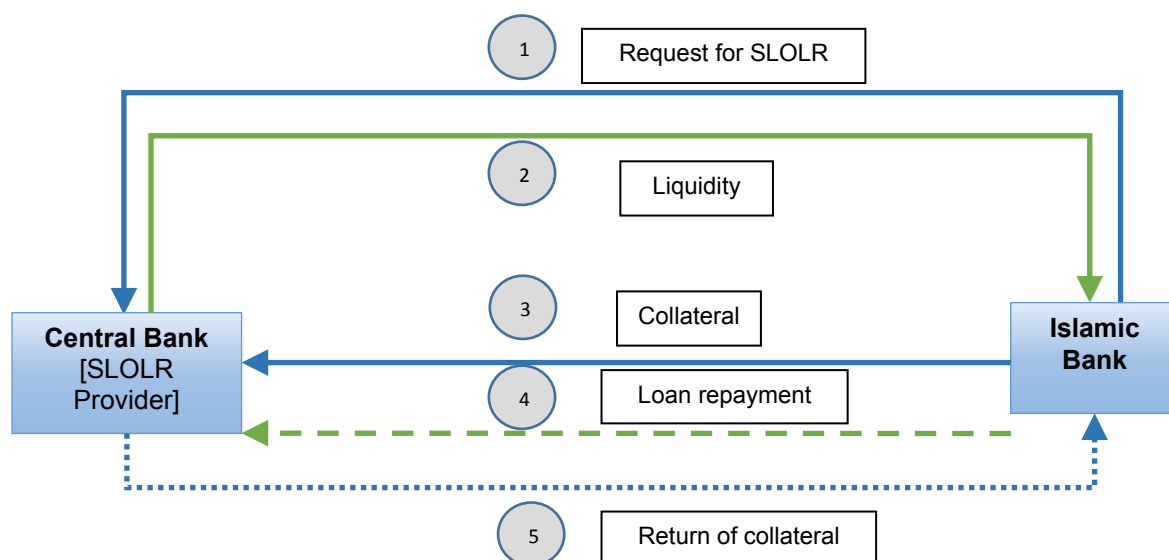 1
Request for SLOLR
2
Liquidity
3
Collateral
Central Bank
[SLOLR
Provider]
Islamic
Bank
4
Loan repayment
5
Return of collateral